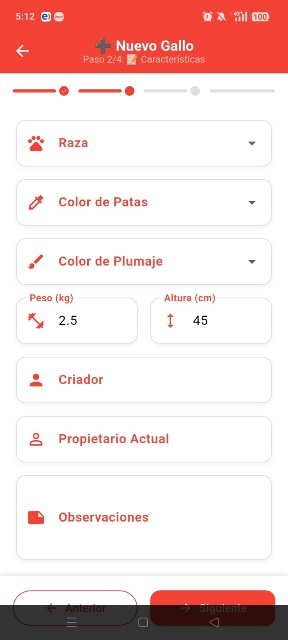 5:12
100
➕ Nuevo Gallo
Paso 2/4: 📝 Características
Raza
Color de Patas
Color de Plumaje
Peso (kg)
Altura (cm)
2.5
45
Criador
Propietario Actual
Observaciones
Anterior
Siguiente